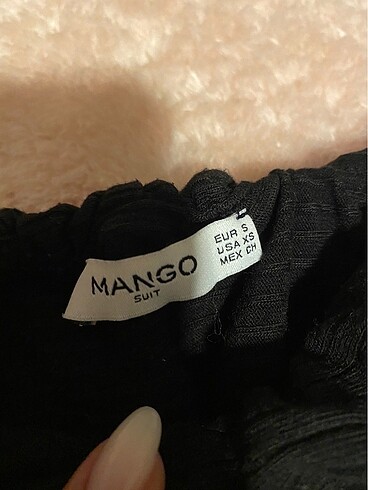 MANGO
SUIT
EUR S
USA XS
MEX CH